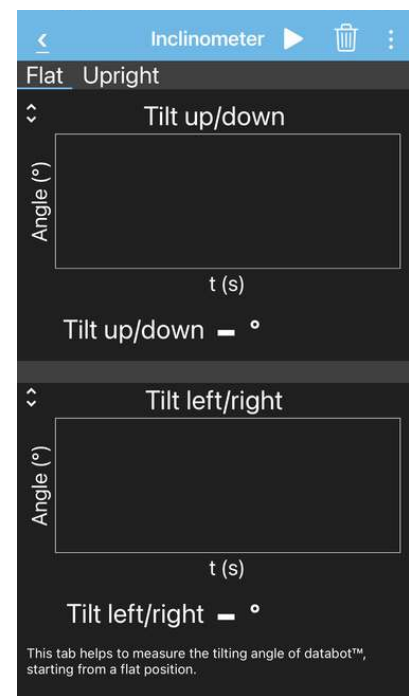 Inclinometer
Flat Upright
Tilt up/down
Angle (°)
t (s)
Tilt up/down – °
Tilt left/right
Angle (°)
t (s)
Tilt left/right – °
This tab helps to measure the tilting angle of databot™,
starting from a flat position.